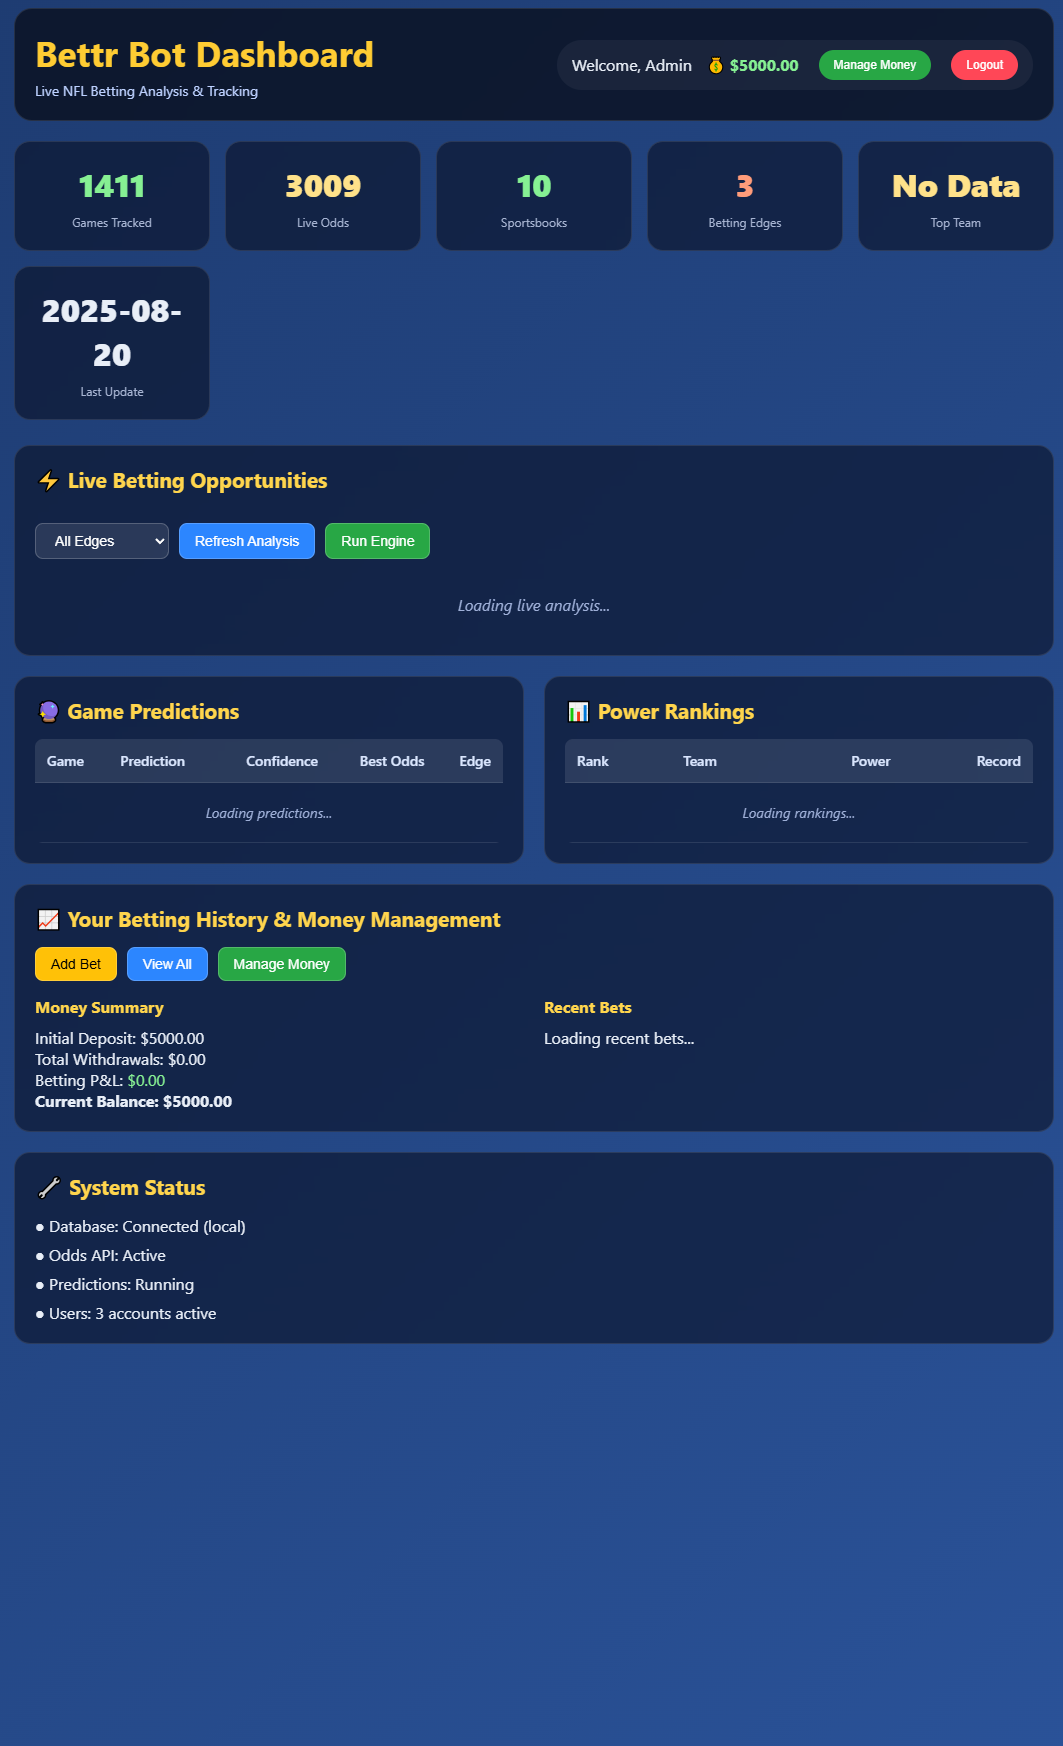 Bettr Bot Dashboard
Live NFL Betting Analysis & Tracking
Welcome, Admin $5000.00 Manage Money Logout
1411
Games Tracked
3009
Live Odds
10
Sportsbooks
3
Betting Edges
No Data
Top Team
2025-08-
20
Last Update
Live Betting Opportunities
All Edges Refresh Analysis Run Engine
Loading live analysis...
Game Predictions
Game Prediction Confidence Best Odds Edge
Loading predictions...
Power Rankings
Rank Team Power Record
Loading rankings...
Your Betting History & Money Management
Add Bet View All Manage Money
Money Summary
Initial Deposit: $5000.00
Total Withdrawals: $0.00
Betting P&L: $0.00
Current Balance: $5000.00
Recent Bets
Loading recent bets...
System Status
● Database: Connected (local)
● Odds API: Active
● Predictions: Running
● Users: 3 accounts active